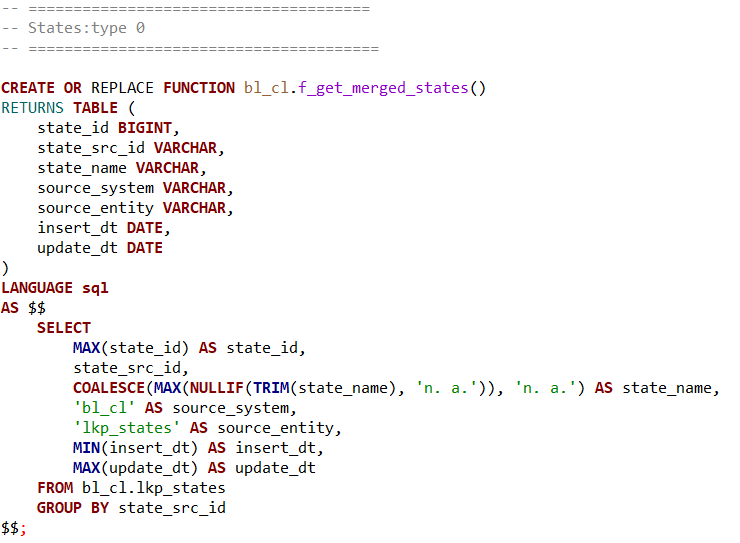 -- ======================================
-- States:type 0
-- =======================================
CREATE OR REPLACE FUNCTION bl_cl.f_get_merged_states()
RETURNS TABLE (
    state_id BIGINT,
    state_src_id VARCHAR,
    state_name VARCHAR,
    source_system VARCHAR,
    source_entity VARCHAR,
    insert_dt DATE,
    update_dt DATE
)
LANGUAGE sql
AS $$
    SELECT
        MAX(state_id) AS state_id,
        state_src_id,
        COALESCE(MAX(NULLIF(TRIM(state_name), 'n. a.')), 'n. a.') AS state_name,
        'bl_cl' AS source_system,
        'lkp_states' AS source_entity,
        MIN(insert_dt) AS insert_dt,
        MAX(update_dt) AS update_dt
    FROM bl_cl.lkp_states
    GROUP BY state_src_id
$$;